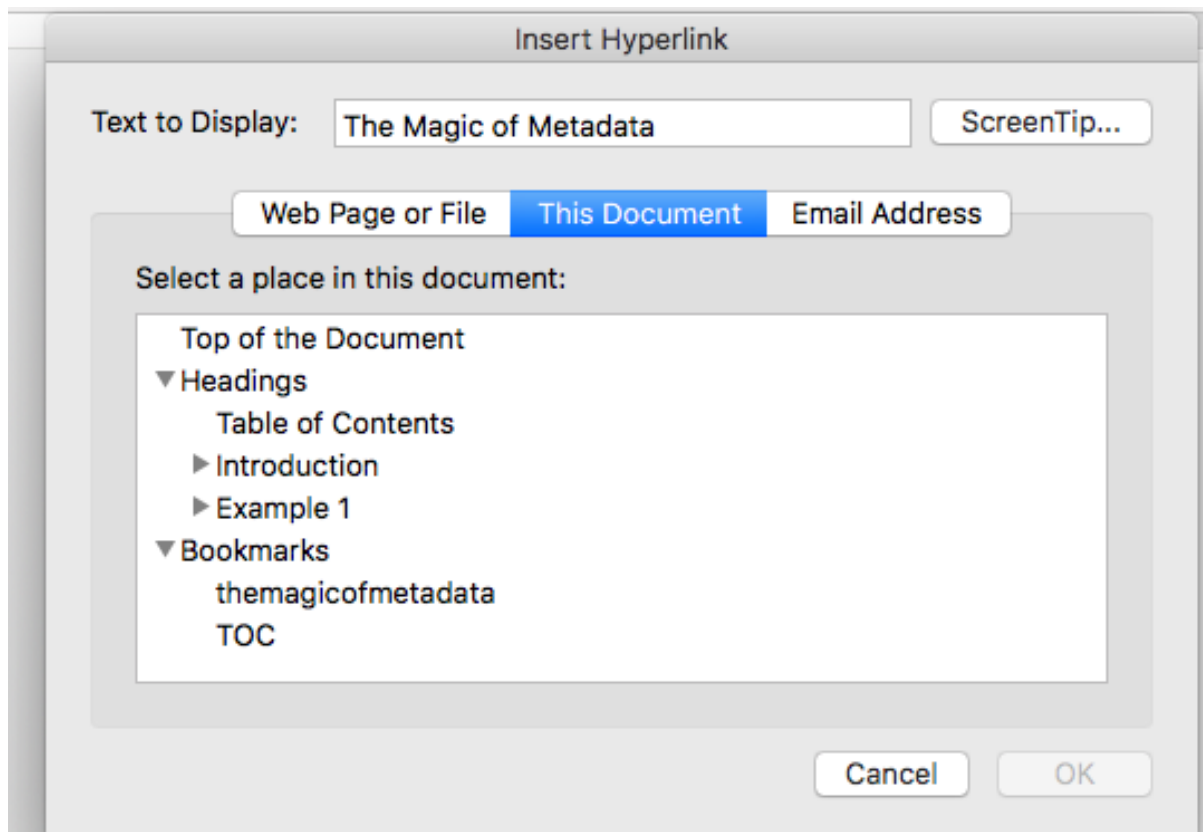 Insert Hyperlink
Text to Display: The Magic of Metadata ScreenTip...
Web Page or File This Document Email Address
Select a place in this document:
Top of the Document
Headings
Table of Contents
Introduction
Example 1
Bookmarks
themagicofmetadata
TOC
Cancel OK